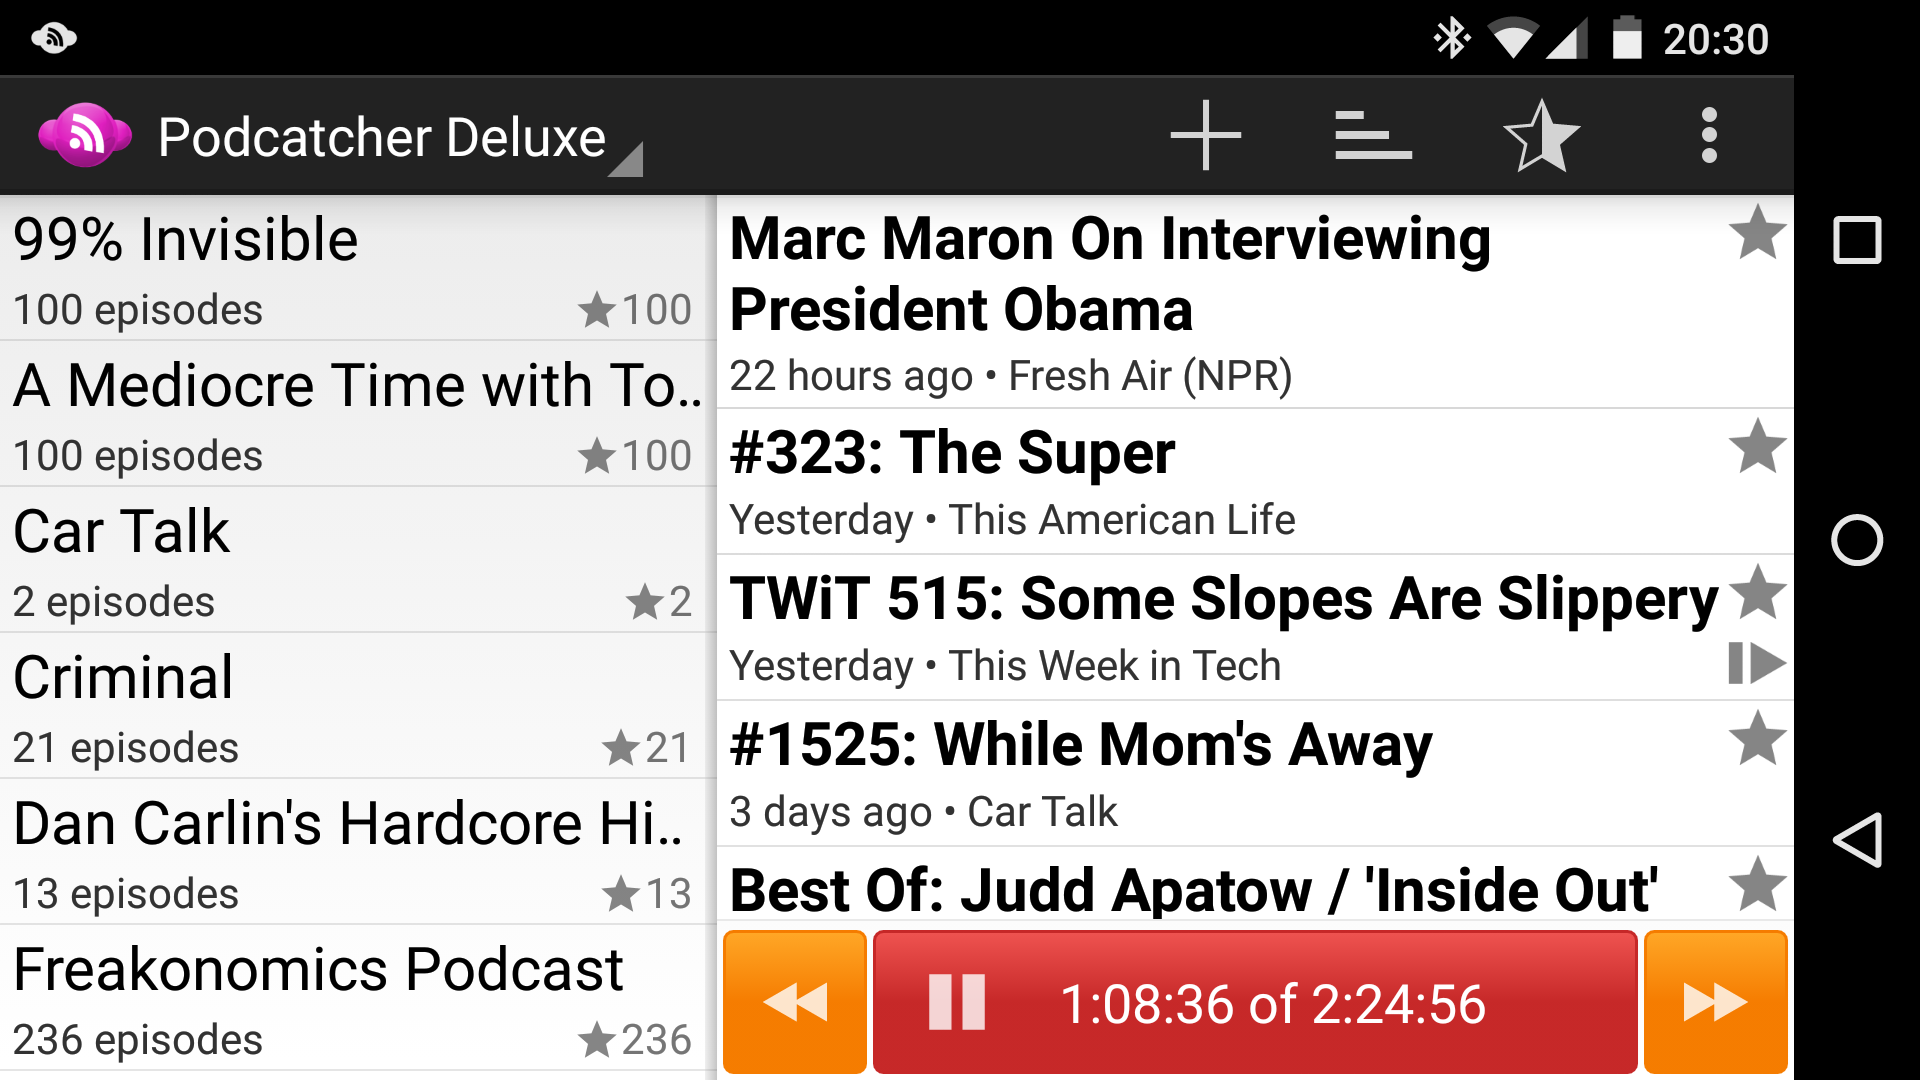 20:30
Podcatcher Deluxe
99% Invisible
100 episodes
100
A Mediocre Time with To..
100 episodes
100
Car Talk
2 episodes
2
Criminal
21 episodes
21
Dan Carlin's Hardcore Hi..
13 episodes
13
Freakonomics Podcast
236 episodes
236
Marc Maron On Interviewing
President Obama
22 hours ago • Fresh Air (NPR)
#323: The Super
Yesterday • This American Life
TWiT 515: Some Slopes Are Slippery
Yesterday • This Week in Tech
#1525: While Mom's Away
3 days ago • Car Talk
Best Of: Judd Apatow / 'Inside Out'
1:08:36 of 2:24:56